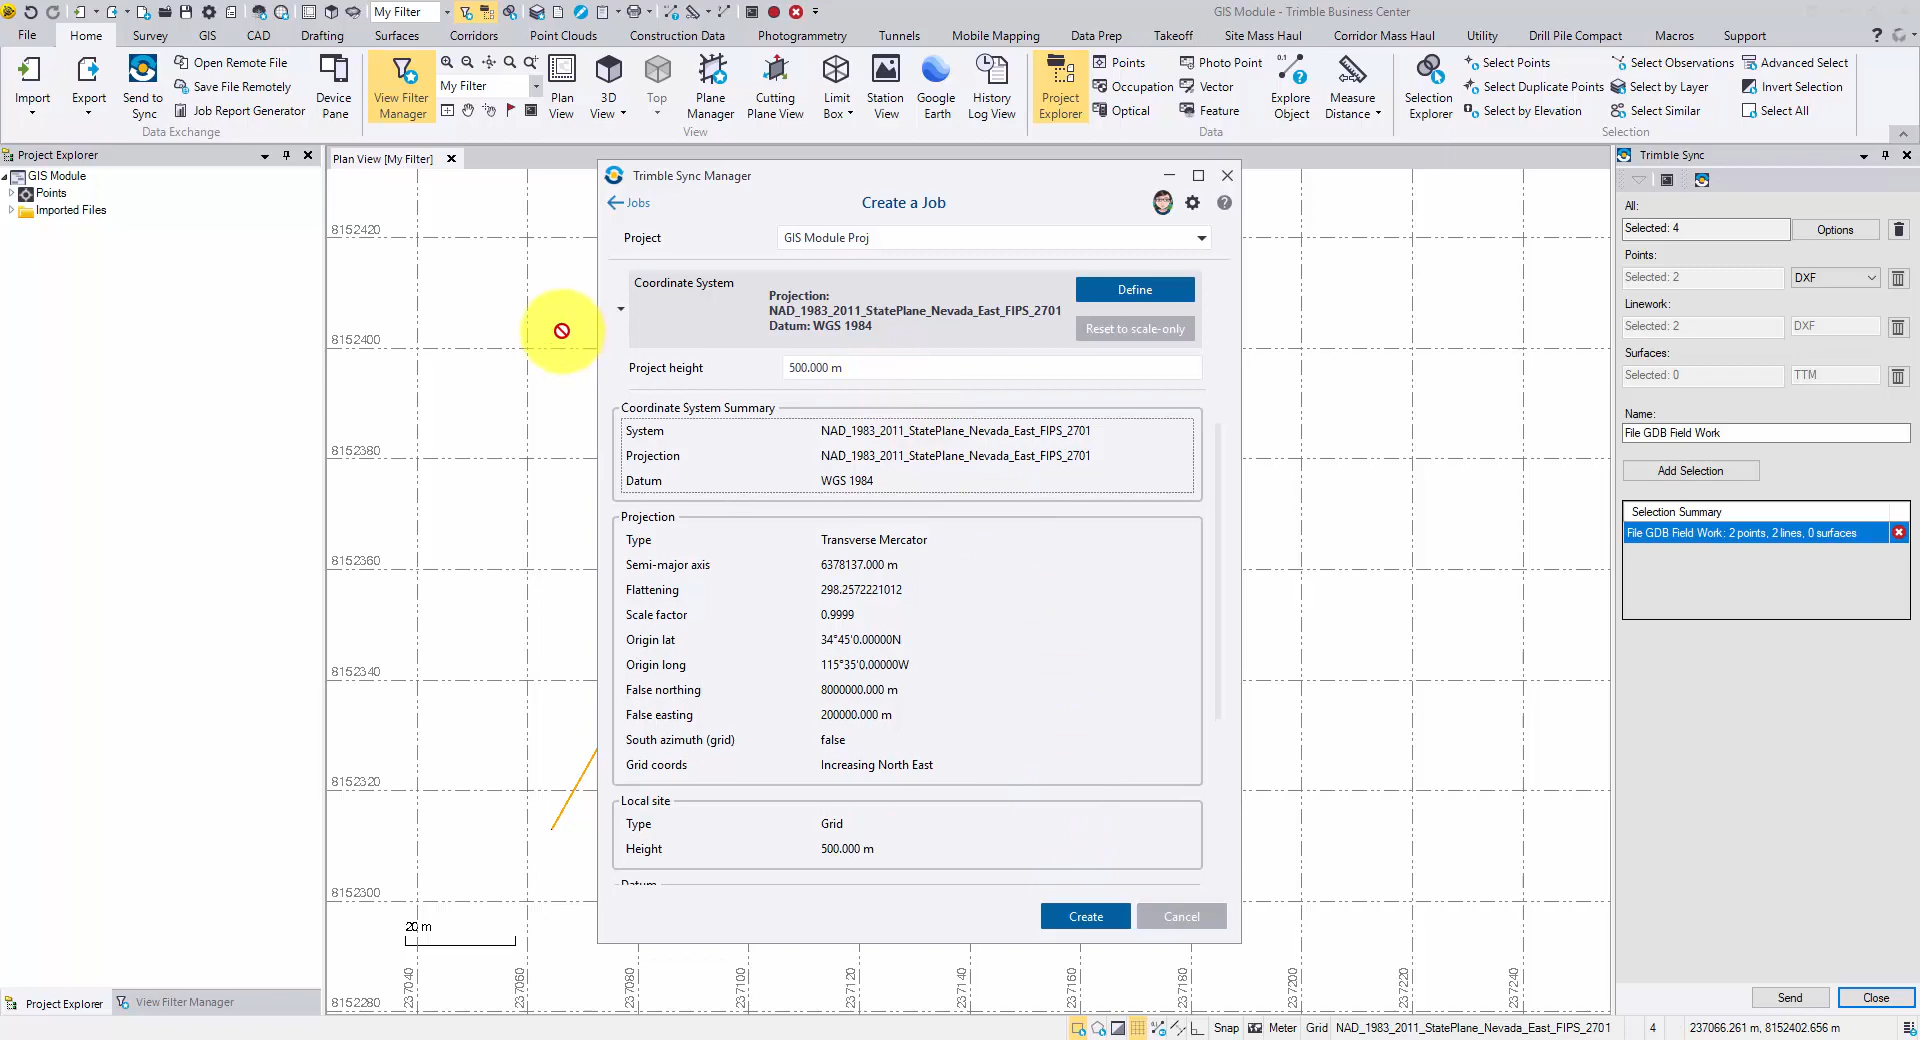 My Filter
GIS Module - Trimble Business Center
File
Home
Survey
GIS
CAD
Drafting
Surfaces
Corridors
Point Clouds
Construction Data
Photogrammetry
Tunnels
Mobile Mapping
Data Prep
Takeoff
Site Mass Haul
Corridor Mass Haul
Utility
Drill Pile Compact
Macros
Support
Import
Export
Send to
Sync
Open Remote File
Save File Remotely
Job Report Generator
Device
Pane
Data Exchange
View Filter
Manager
My Filter
Plan
View
3D
View
Top
Plane
Manager
Cutting
Plane View
Limit
Box
Station
View
Google
Earth
History
Log View
View
Project
Explorer
Points
Occupation
Optical
Photo Point
Vector
Feature
Explore
Object
Measure
Distance
Data
Selection
Explorer
Select Points
Select Duplicate Points
Select by Elevation
Select Observations
Select by Layer
Select Similar
Advanced Select
Invert Selection
Select All
Selection
Project Explorer
GIS Module
Points
Imported Files
Project Explorer
View Filter Manager
Plan View [My Filter]
8152420
8152400
8152380
8152360
8152340
8152320
8152300
8152280
20 m
237040
237060
237080
237100
237120
237140
237160
237180
237200
237220
237240
Trimble Sync Manager
Jobs
Create a Job
Project
GIS Module Proj
Coordinate System
Projection:
NAD_1983_2011_StatePlane_Nevada_East_FIPS_2701
Datum: WGS 1984
Define
Reset to scale-only
Project height
500.000 m
Coordinate System Summary
System NAD_1983_2011_StatePlane_Nevada_East_FIPS_2701
Projection NAD_1983_2011_StatePlane_Nevada_East_FIPS_2701
Datum WGS 1984
Projection
Type Transverse Mercator
Semi-major axis 6378137.000 m
Flattening 298.2572221012
Scale factor 0.9999
Origin lat 34°45'0.00000N
Origin long 115°35'0.00000W
False northing 8000000.000 m
False easting 200000.000 m
South azimuth (grid) false
Grid coords Increasing North East
Local site
Type Grid
Height 500.000 m
Datum
Create
Cancel
Trimble Sync
All:
Selected: 4
Options
Points:
Selected: 2
DXF
Linework:
Selected: 2
DXF
Surfaces:
Selected: 0
TTM
Name:
File GDB Field Work
Add Selection
Selection Summary
File GDB Field Work: 2 points, 2 lines, 0 surfaces
Send
Close
Snap
Meter
Grid
NAD_1983_2011_StatePlane_Nevada_East_FIPS_2701
4
237066.261 m, 8152402.656 m